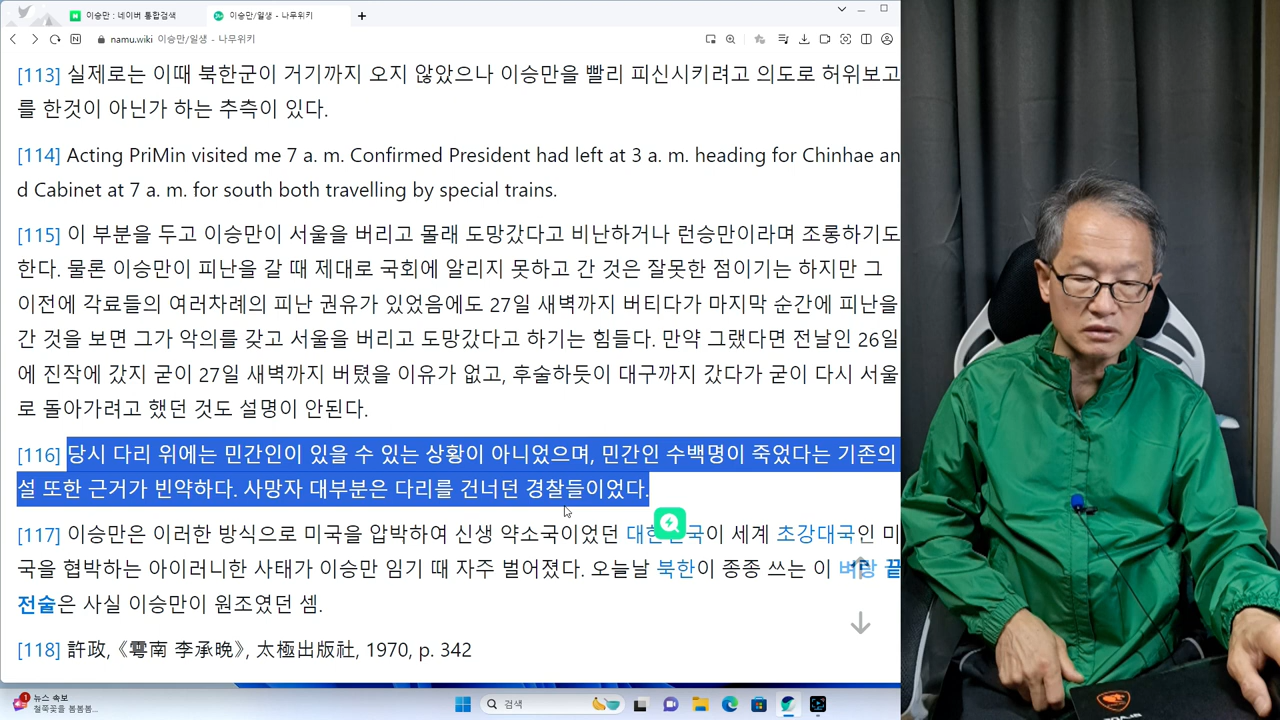 이승만 : 네이버 통합검색
이승만/일생 - 나무위키
namu.wiki 이승만/일생 - 나무위키
[113] 실제로는 이때 북한군이 거기까지 오지 않았으나 이승만을 빨리 피신시키려고 의도로 허위보고
를 한것이 아닌가 하는 추측이 있다.
[114] Acting PriMin visited me 7 a. m. Confirmed President had left at 3 a. m. heading for Chinhae an
d Cabinet at 7 a. m. for south both travelling by special trains.
[115] 이 부분을 두고 이승만이 서울을 버리고 몰래 도망갔다고 비난하거나 런승만이라며 조롱하기도
한다. 물론 이승만이 피난을 갈 때 제대로 국회에 알리지 못하고 간 것은 잘못한 점이기는 하지만 그
이전에 각료들의 여러차례의 피난 권유가 있었음에도 27일 새벽까지 버티다가 마지막 순간에 피난을
간 것을 보면 그가 악의를 갖고 서울을 버리고 도망갔다고 하기는 힘들다. 만약 그랬다면 전날인 26일
에 진작에 갔지 굳이 27일 새벽까지 버텼을 이유가 없고, 후술하듯이 대구까지 갔다가 굳이 다시 서울
로 돌아가려고 했던 것도 설명이 안된다.
[116] 당시 다리 위에는 민간인이 있을 수 있는 상황이 아니었으며, 민간인 수백명이 죽었다는 기존의
설 또한 근거가 빈약하다. 사망자 대부분은 다리를 건너던 경찰들이었다.
[117] 이승만은 이러한 방식으로 미국을 압박하여 신생 약소국이었던 대한민국이 세계 초강대국인 미
국을 협박하는 아이러니한 사태가 이승만 임기 때 자주 벌어졌다. 오늘날 북한이 종종 쓰는 이 벼랑 끝
전술은 사실 이승만이 원조였던 셈.
[118] 許政, 《雩南 李承晩》, 太極出版社, 1970, p. 342
뉴스 속보
철쭉꽃을 봄봄봄...
검색